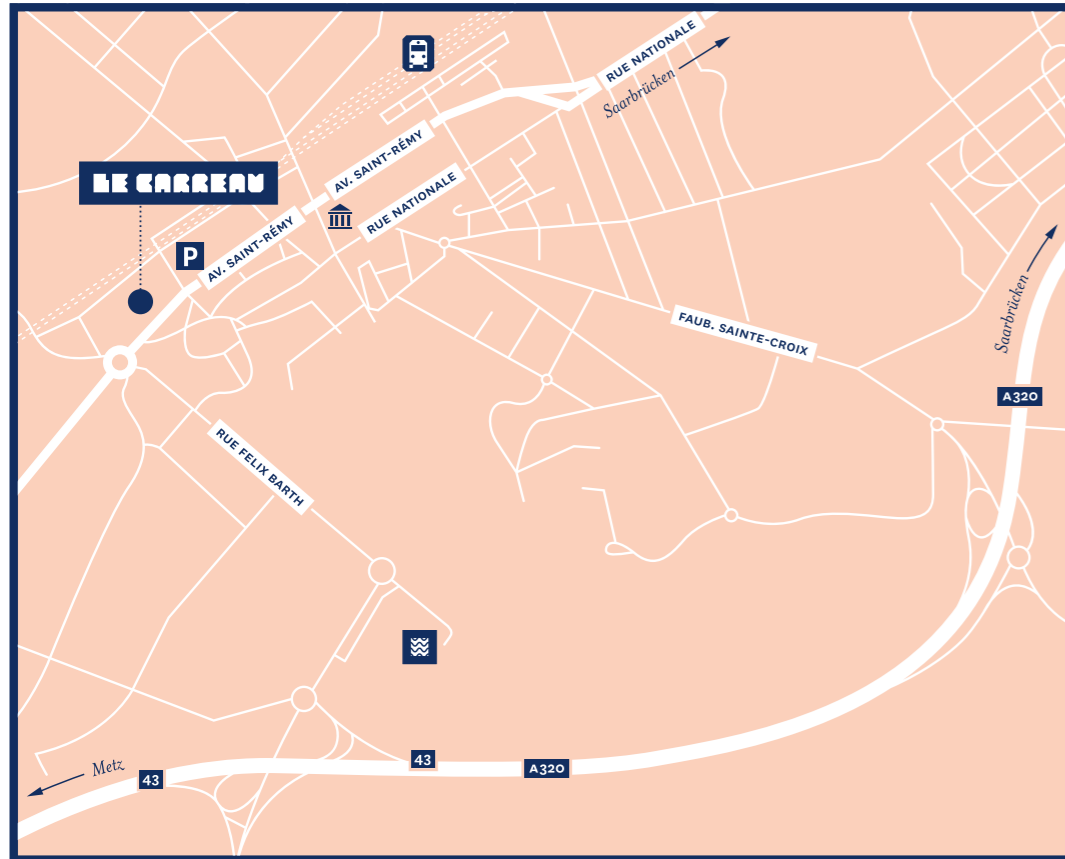 RUE NATIONALE
Saarbrücken
AV. SAINT-RÉMY
LE CARREAU
RUE NATIONALE
AV. SAINT-RÉMY
P
Saarbrücken
FAUB. SAINTE-CROIX
A320
RUE FELIX BARTH
43
A320
Metz
43